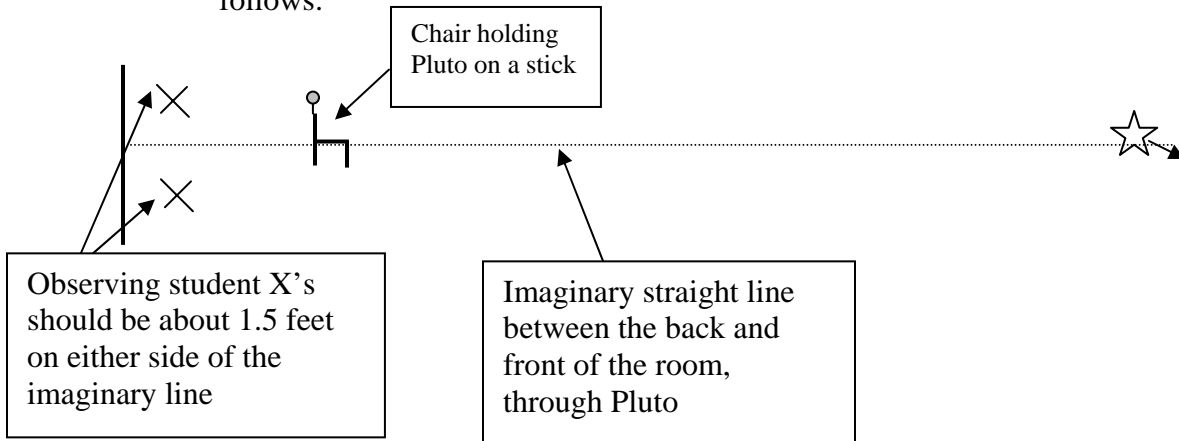 follows:
Chair holding
Pluto on a stick
Observing student X's
should be about 1.5 feet
on either side of the
imaginary line
Imaginary straight line
between the back and
front of the room,
through Pluto